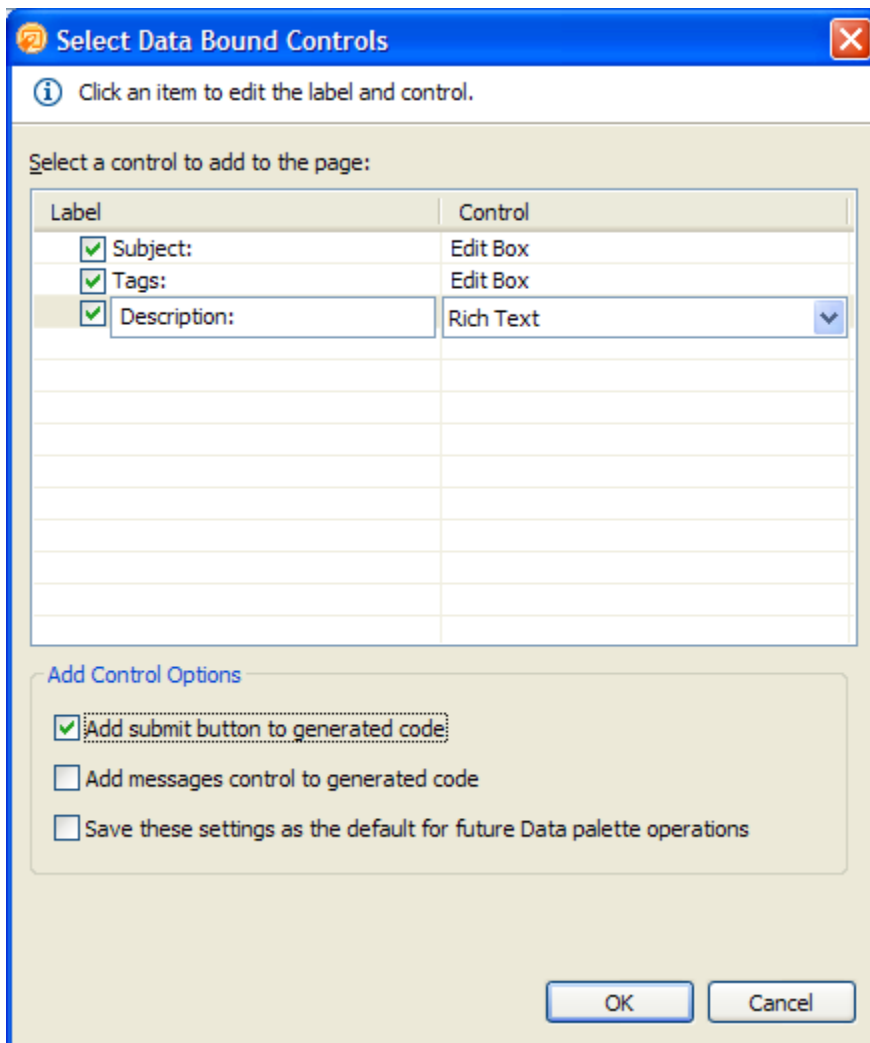 Select Data Bound Controls
Click an item to edit the label and control.
Select a control to add to the page:
Label Control
Subject: Edit Box
Tags: Edit Box
Description: Rich Text
Add Control Options
Add submit button to generated code
Add messages control to generated code
Save these settings as the default for future Data palette operations
OK Cancel